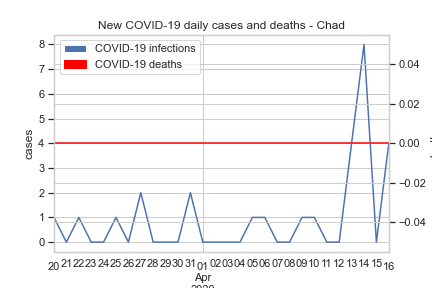 New COVID-19 daily cases and deaths - Chad
COVID-19 infections
COVID-19 deaths
cases
8
7
6
5
4
3
2
1
0
0.04
0.02
0.00
−0.02
−0.04
20 21 22 23 24 25 26 27 28 29 30 31 01 02 03 04 05 06 07 08 09 10 11 12 13 14 15 16
Apr
2020